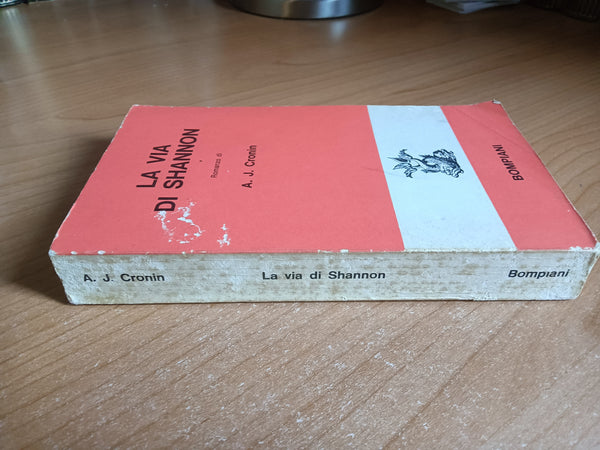 LA VIA
DI SHANNON
Romanzo di
A. J. Cronin
BOMPIANI
A. J. Cronin La via di Shannon Bompiani